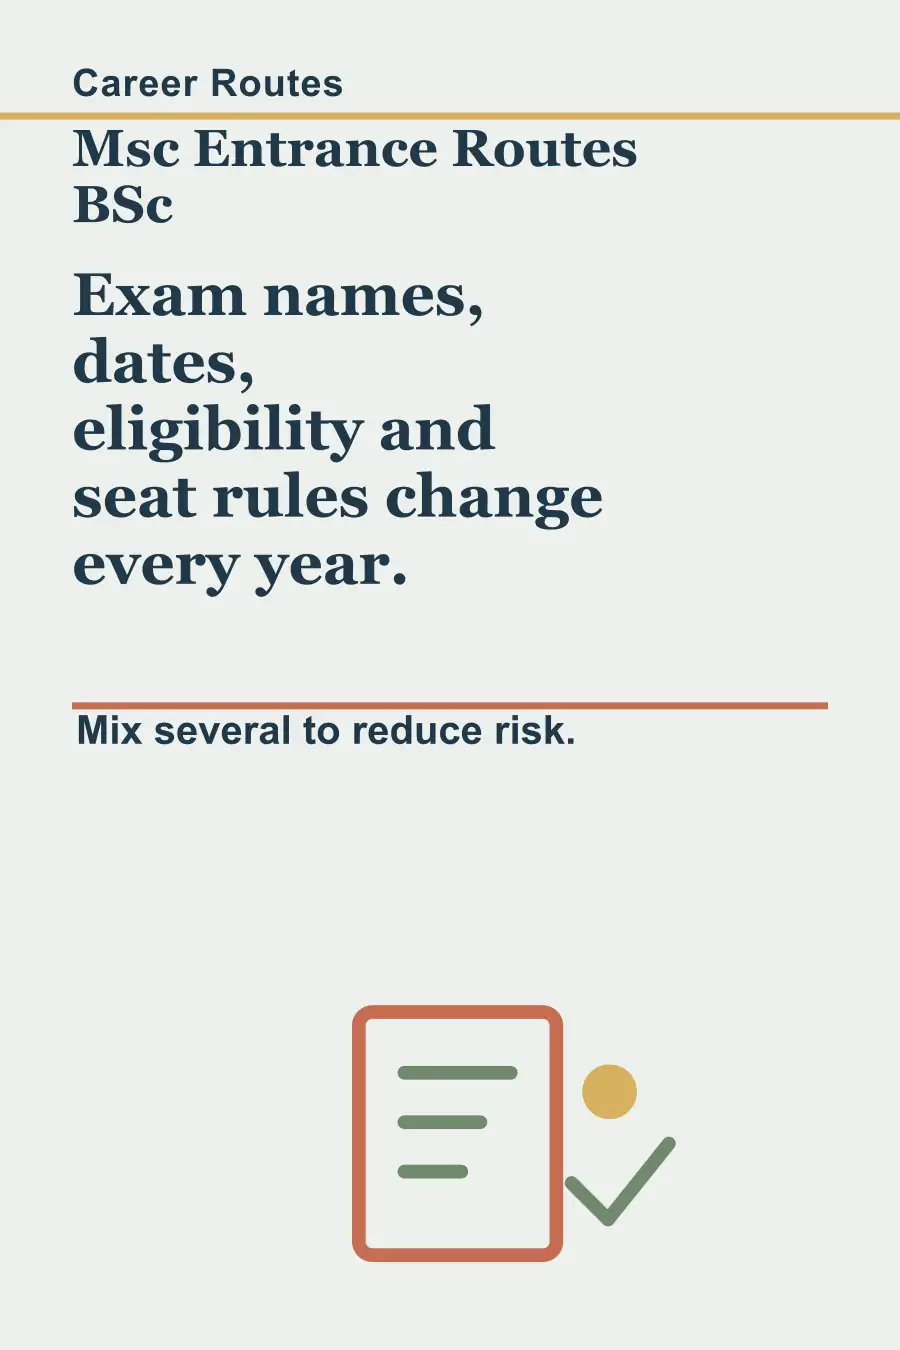 Career Routes
Msc Entrance Routes
BSc
Exam names,
dates,
eligibility and
seat rules change
every year.
Mix several to reduce risk.